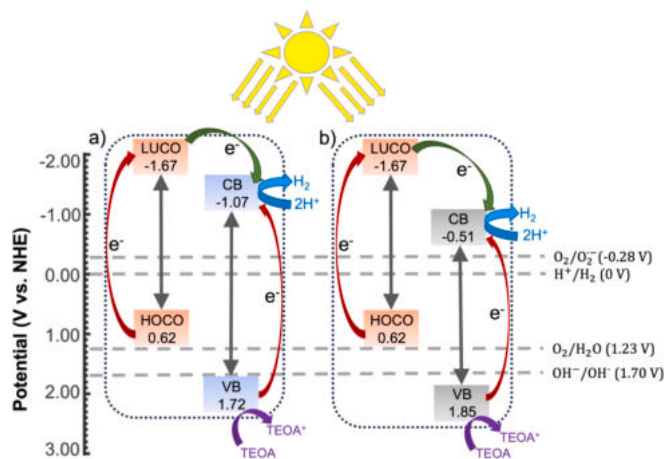 a)
b)
LUCO
-1.67
LUCO
-1.67
e-
e-
-2.00
CB
-1.07
H₂
2H⁺
CB
-0.51
H₂
2H⁺
-1.00
e-
e-
O₂/O₂⁻ (-0.28 V)
0.00
H⁺/H₂ (0 V)
e-
e-
HOCO
0.62
HOCO
0.62
1.00
O₂/H₂O (1.23 V)
OH⁻/OH· (1.70 V)
VB
1.72
VB
1.85
2.00
TEOA⁺
TEOA
TEOA⁺
TEOA
3.00
Potential (V vs. NHE)